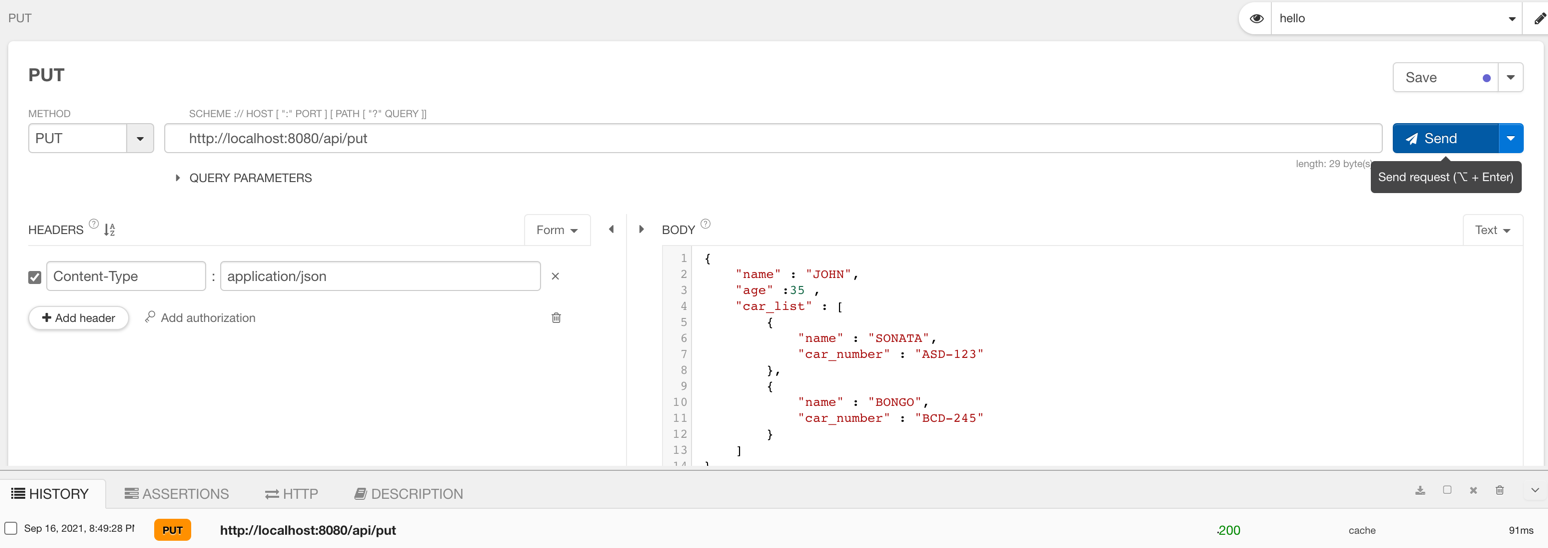 PUT
hello
PUT
Save
METHOD
SCHEME :// HOST [ ":" PORT ] [ PATH [ "?" QUERY ]]
PUT
http://localhost:8080/api/put
Send
length: 29 byte(s)
Send request (⌥ + Enter)
QUERY PARAMETERS
HEADERS ? Form
BODY ? Text
Content-Type : application/json
+ Add header Add authorization
1 {
2 "name" : "JOHN",
3 "age" :35 ,
4 "car_list" : [
5 {
6 "name" : "SONATA",
7 "car_number" : "ASD-123"
8 },
9 {
10 "name" : "BONGO",
11 "car_number" : "BCD-245"
12 }
13 ]
14 }
HISTORY ASSERTIONS HTTP DESCRIPTION
Sep 16, 2021, 8:49:28 PM PUT http://localhost:8080/api/put 200 cache 91ms